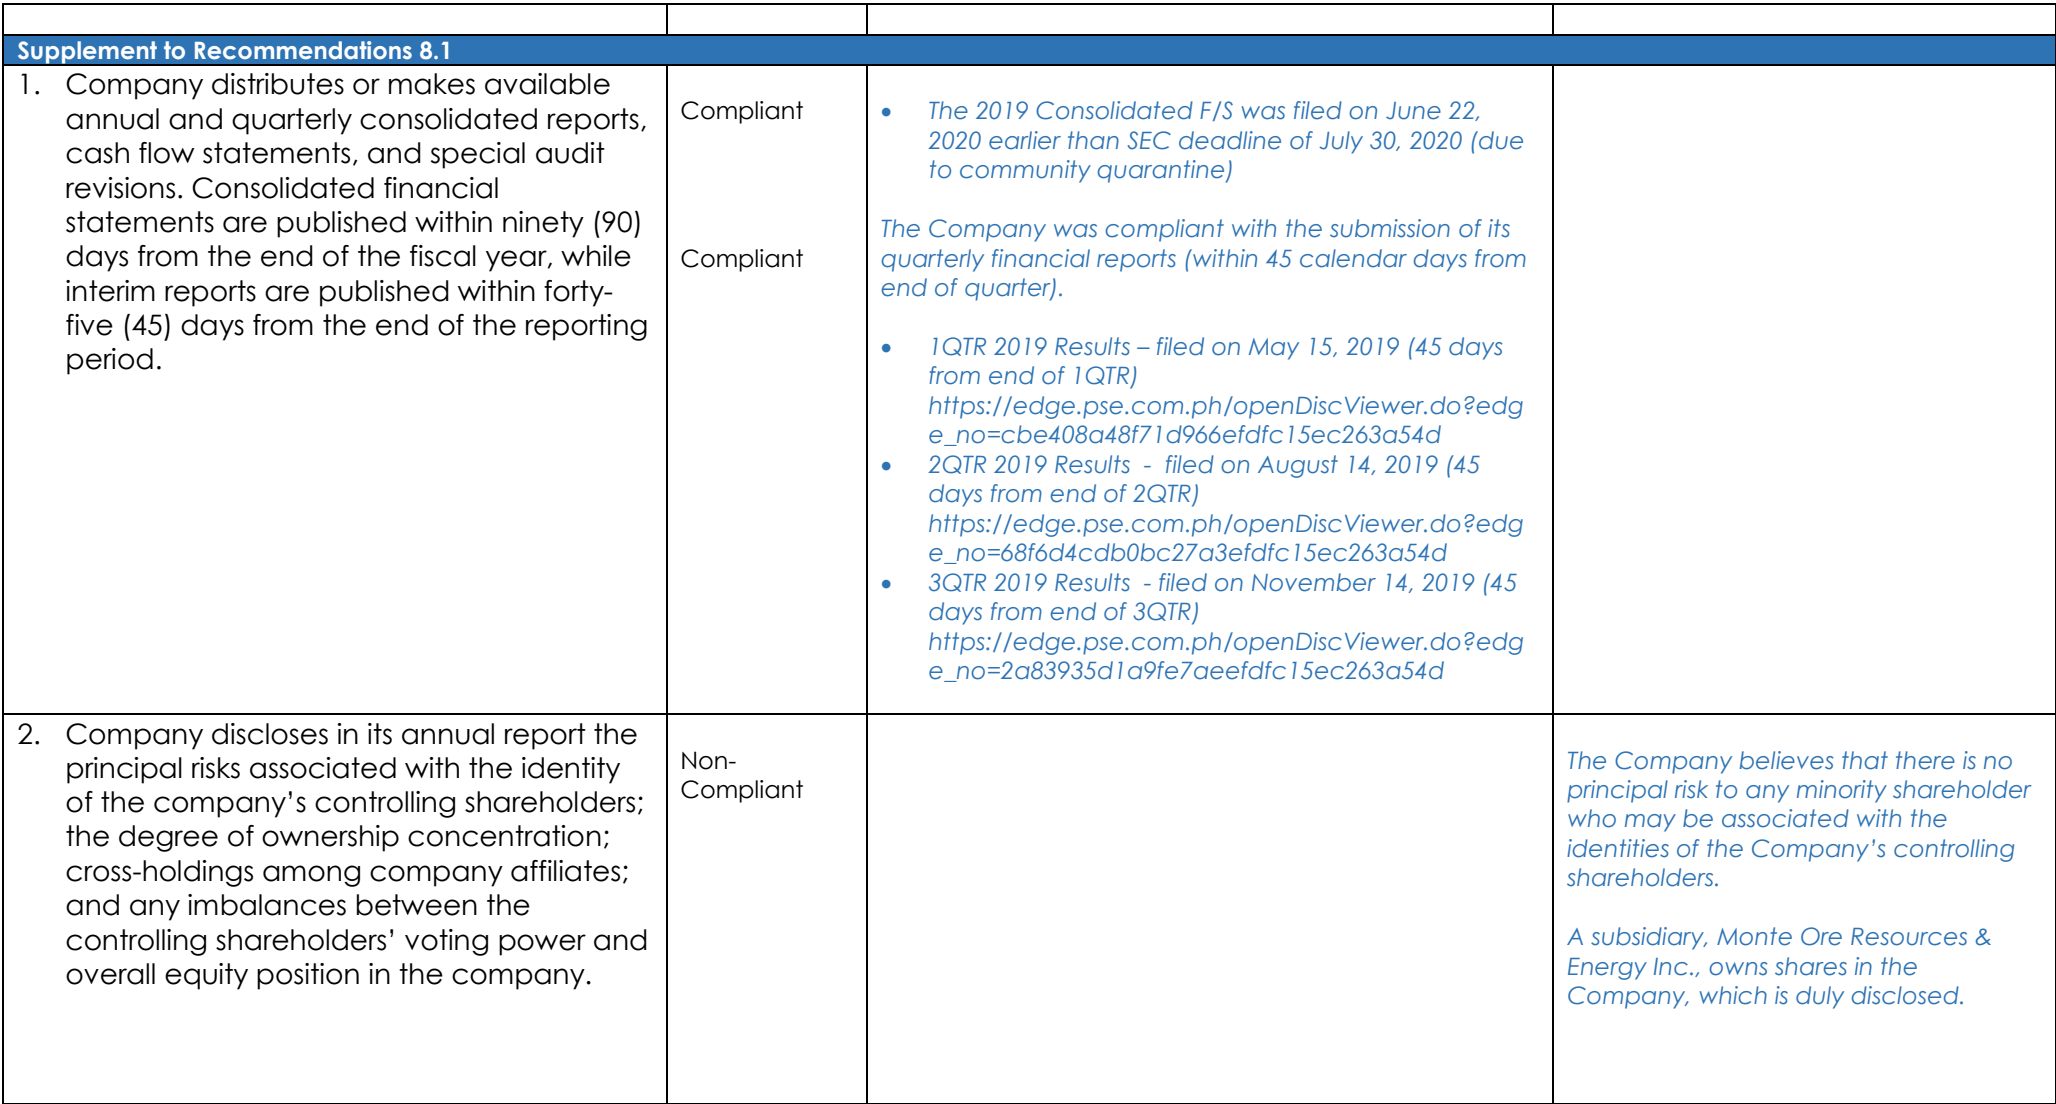 Supplement to Recommendations 8.1
1. Company distributes or makes available
annual and quarterly consolidated reports,
cash flow statements, and special audit
revisions. Consolidated financial
statements are published within ninety (90)
days from the end of the fiscal year, while
interim reports are published within forty-
five (45) days from the end of the reporting
period.
Compliant
Compliant
• The 2019 Consolidated F/S was filed on June 22,
2020 earlier than SEC deadline of July 30, 2020 (due
to community quarantine)
The Company was compliant with the submission of its
quarterly financial reports (within 45 calendar days from
end of quarter).
• 1QTR 2019 Results – filed on May 15, 2019 (45 days
from end of 1QTR)
https://edge.pse.com.ph/openDiscViewer.do?edg
e_no=cbe408a48f71d966efdfc15ec263a54d
• 2QTR 2019 Results - filed on August 14, 2019 (45
days from end of 2QTR)
https://edge.pse.com.ph/openDiscViewer.do?edg
e_no=68f6d4cdb0bc27a3efdfc15ec263a54d
• 3QTR 2019 Results - filed on November 14, 2019 (45
days from end of 3QTR)
https://edge.pse.com.ph/openDiscViewer.do?edg
e_no=2a83935d1a9fe7aeefdfc15ec263a54d
2. Company discloses in its annual report the
principal risks associated with the identity
of the company’s controlling shareholders;
the degree of ownership concentration;
cross-holdings among company affiliates;
and any imbalances between the
controlling shareholders’ voting power and
overall equity position in the company.
Non-
Compliant
The Company believes that there is no
principal risk to any minority shareholder
who may be associated with the
identities of the Company’s controlling
shareholders.
A subsidiary, Monte Ore Resources &
Energy Inc., owns shares in the
Company, which is duly disclosed.